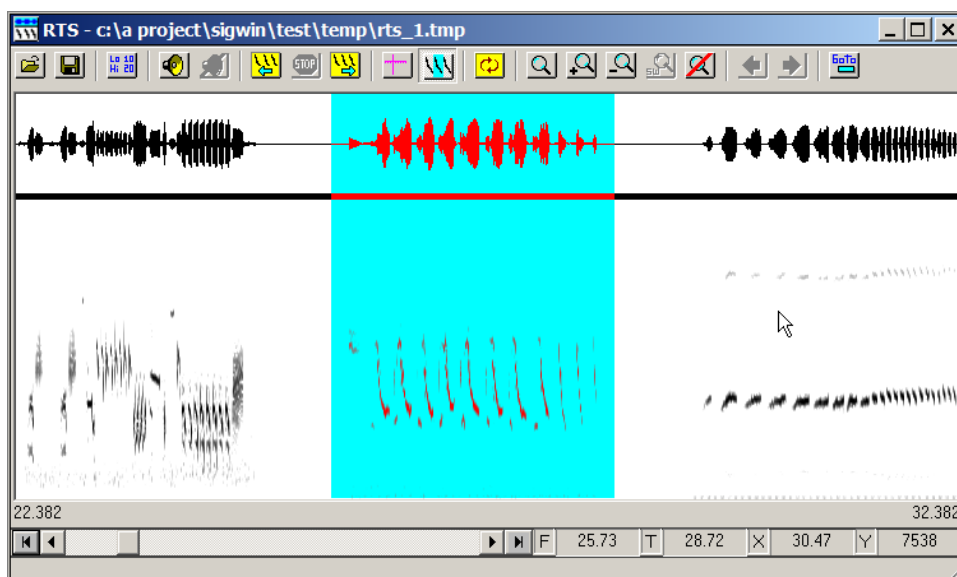 RTS - c:\a project\sigwin\test\temp\rts_1.tmp
Lo 10
Hi 20
STOP
SW
GoTo
22.382 32.382
F 25.73 T 28.72 X 30.47 Y 7538